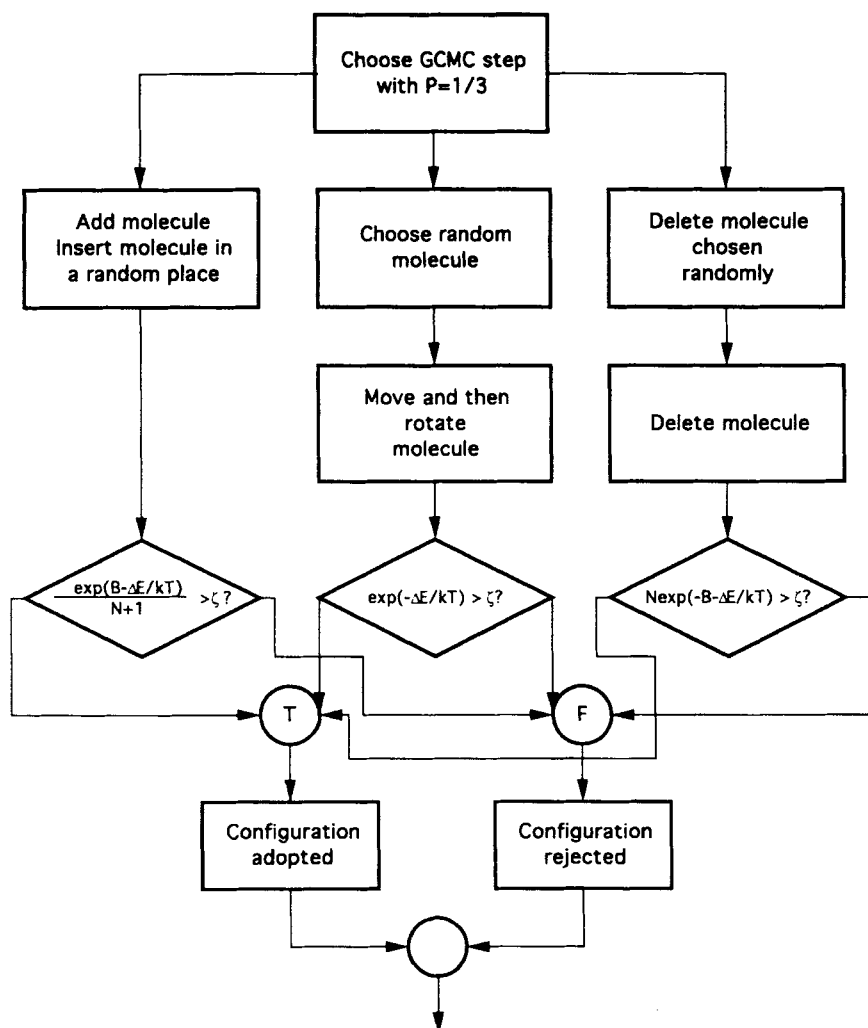 Choose GCMC step
with P=1/3
Add molecule
Insert molecule in
a random place
Choose random
molecule
Delete molecule
chosen
randomly
Move and then
rotate
molecule
Delete molecule
exp(B-ΔE/kT)
N+1
>ζ?
exp(-ΔE/kT) > ζ?
Nexp(-B-ΔE/kT) > ζ?
T
F
Configuration
adopted
Configuration
rejected